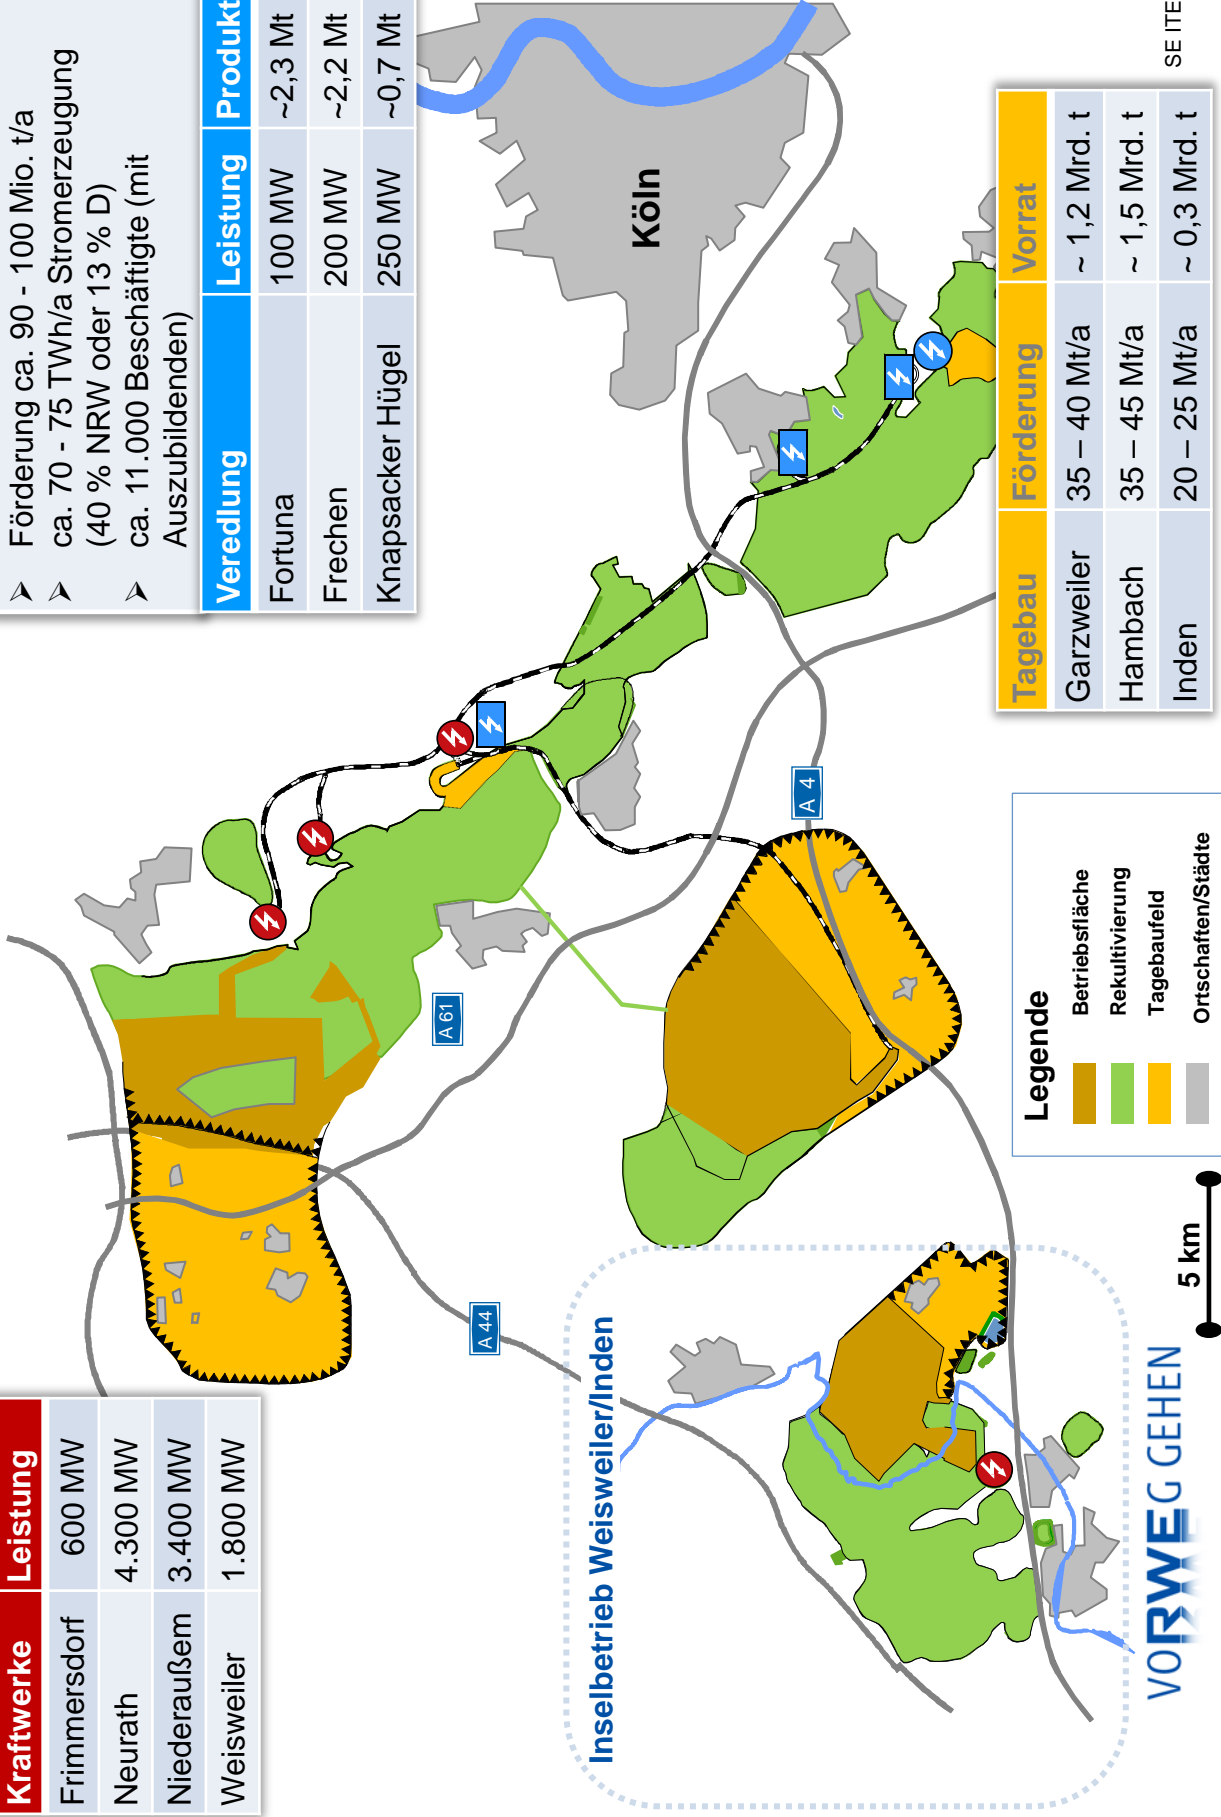 Kraftwerke Leistung
Frimmersdorf 600 MW
Neurath 4.300 MW
Niederaußem 3.400 MW
Weisweiler 1.800 MW
➢ Förderung ca. 90 - 100 Mio. t/a
➢ ca. 70 - 75 TWh/a Stromerzeugung
(40 % NRW oder 13 % D)
➢ ca. 11.000 Beschäftigte (mit
Auszubildenden)
Veredlung Leistung Produkt
Fortuna 100 MW ~2,3 Mt
Frechen 200 MW ~2,2 Mt
Knapsacker Hügel 250 MW ~0,7 Mt
A 61
A 44
Köln
Inselbetrieb Weisweiler/Inden
A 4
Tagebau Förderung Vorrat
Garzweiler 35 – 40 Mt/a ~ 1,2 Mrd. t
Hambach 35 – 45 Mt/a ~ 1,5 Mrd. t
Inden 20 – 25 Mt/a ~ 0,3 Mrd. t
Legende
Betriebsfläche
Rekultivierung
Tagebaufeld
Ortschaften/Städte
5 km
VORWEG GEHEN
SEITE